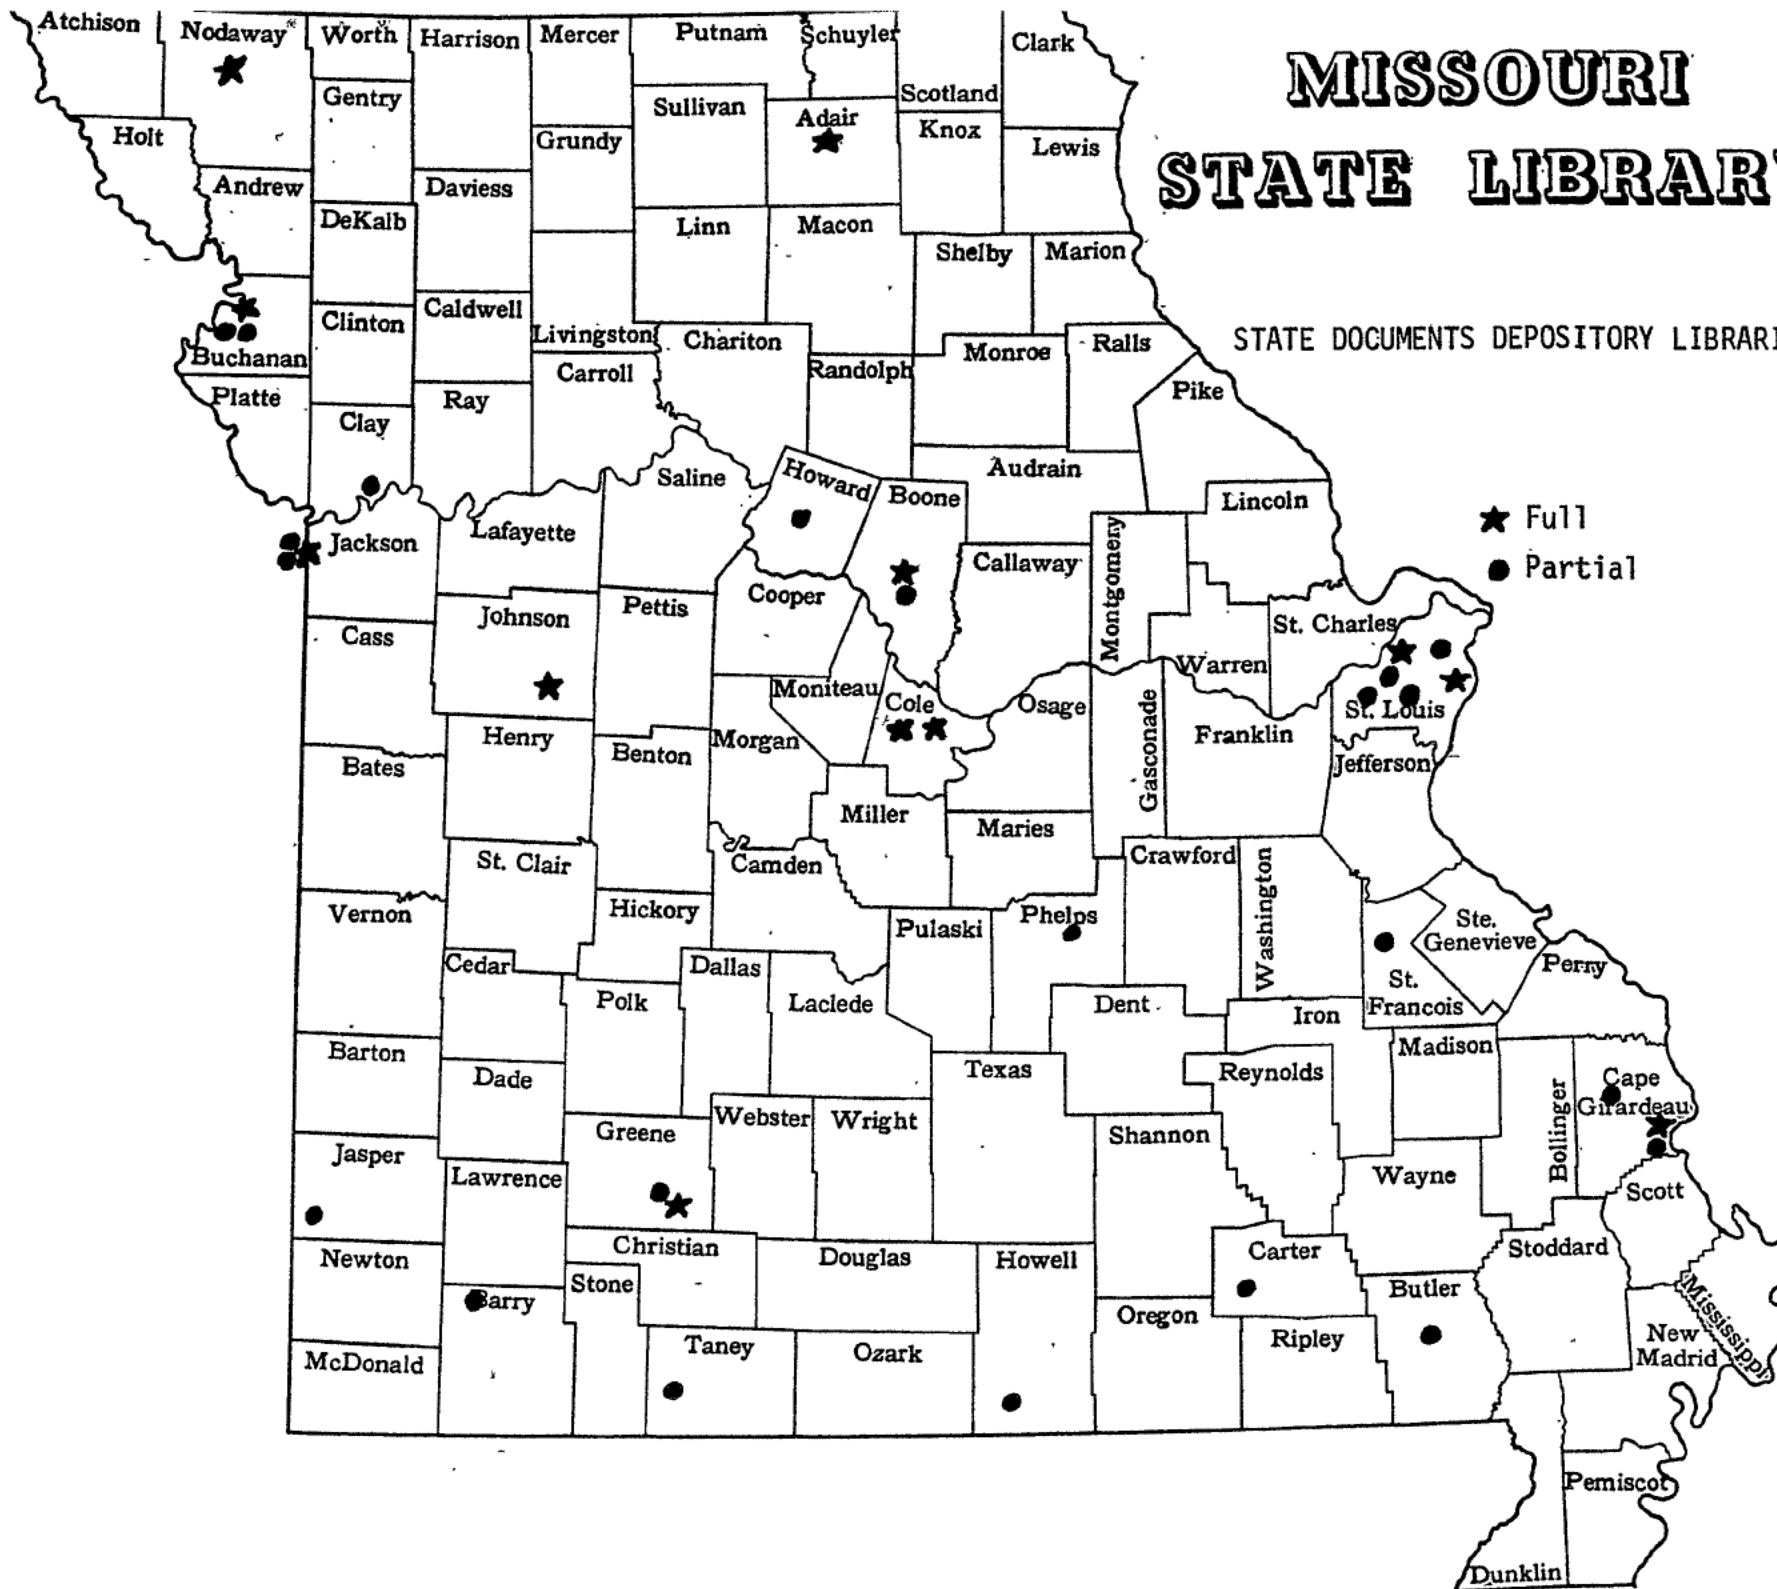 MISSOURI
STATE LIBRAR
STATE DOCUMENTS DEPOSITORY LIBRARI
Full
Partial
Atchison
Nodaway
Worth
Harrison
Mercer
Putnam
Schuyler
Scotland
Clark
Gentry
Sullivan
Adair
Knox
Lewis
Holt
Grundy
Andrew
Daviess
DeKalb
Linn
Macon
Shelby
Marion
Buchanan
Clinton
Caldwell
Livingston
Chariton
Randolph
Monroe
Ralls
Pike
Platte
Clay
Ray
Carroll
Saline
Howard
Boone
Audrain
Lincoln
Jackson
Lafayette
Cooper
Callaway
Montgomery
Warren
St. Charles
Cass
Johnson
Pettis
Moniteau
Cole
Osage
Gasconade
Franklin
St. Louis
Jefferson
Bates
Henry
Benton
Morgan
Miller
Maries
Crawford
Washington
St. Clair
Camden
Vernon
Hickory
Pulaski
Phelps
Ste.
Genevieve
Perry
St.
Francois
Cedar
Dallas
Polk
Laclede
Dent
Iron
Madison
Barton
Dade
Texas
Reynolds
Bollinger
Cape
Girardeau
Jasper
Greene
Webster
Wright
Shannon
Wayne
Scott
Lawrence
Newton
Christian
Douglas
Howell
Carter
Stoddard
Stone
Barry
Butler
Mississippi
Oregon
Ripley
New
Madrid
McDonald
Taney
Ozark
Pemiscot
Dunklin